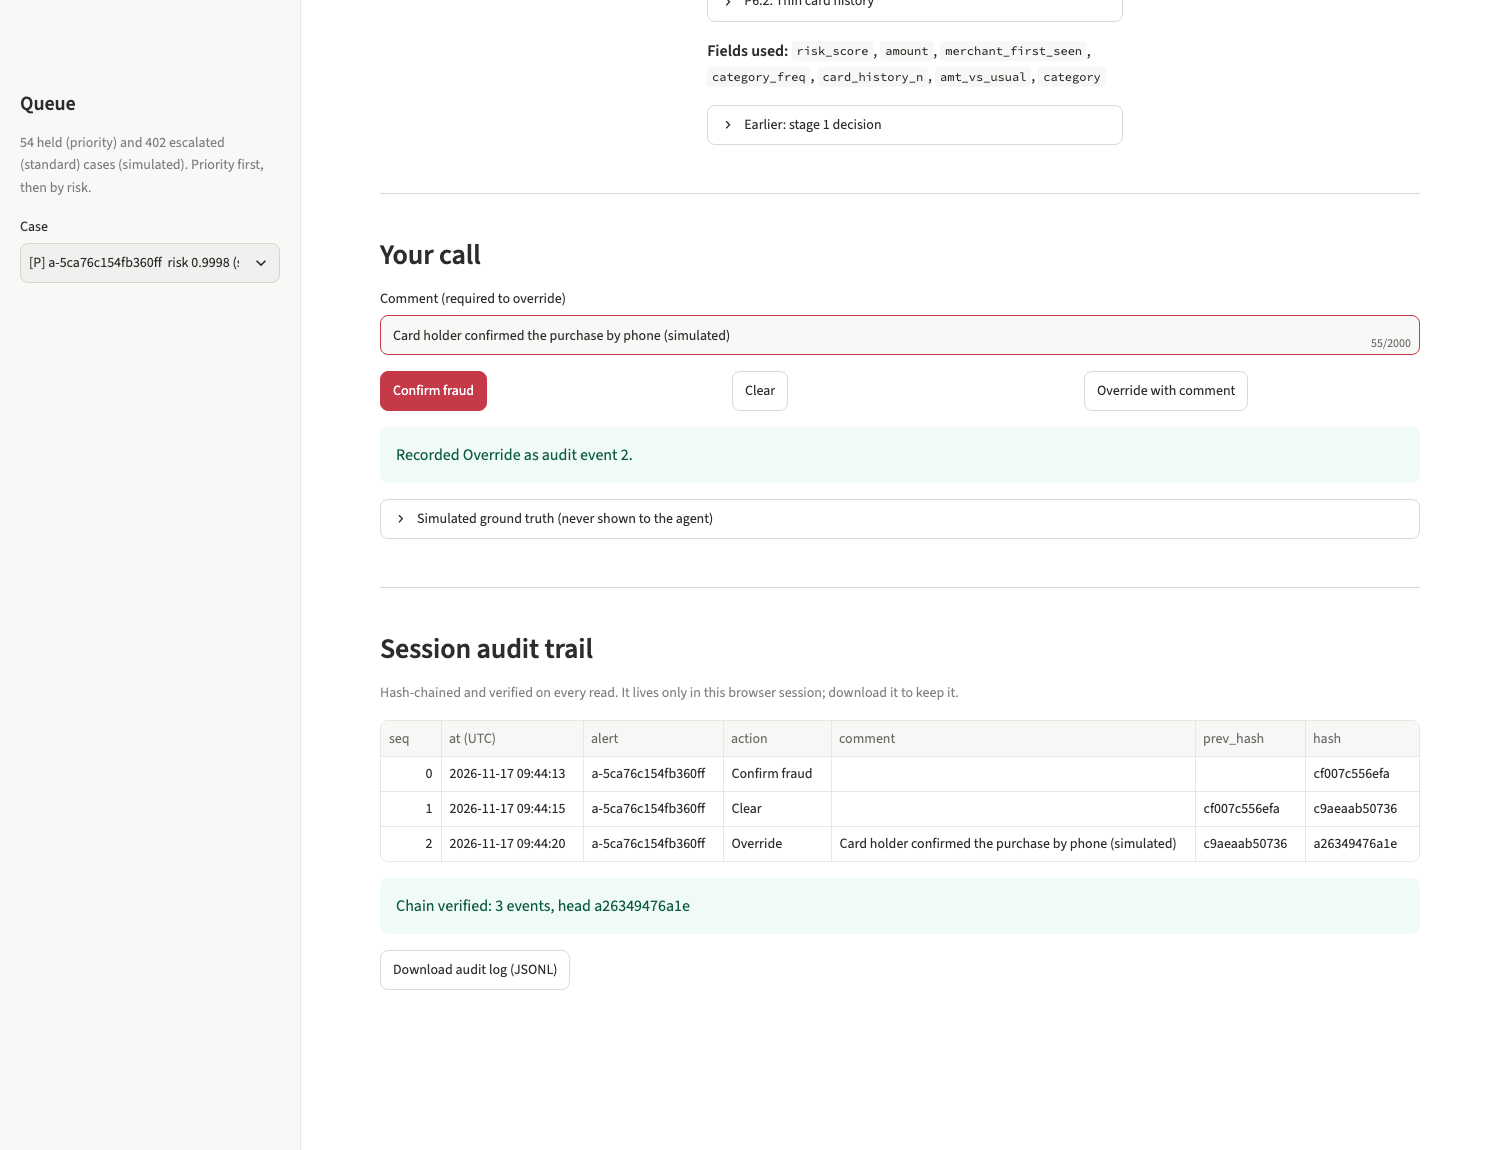 Queue
54 held (priority) and 402 escalated
(standard) cases (simulated). Priority first,
then by risk.
Case
[P] a-5ca76c154fb360ff risk 0.9998
P6.2: Thin card history
Fields used: risk_score , amount , merchant_first_seen ,
category_freq , card_history_n , amt_vs_usual , category
Earlier: stage 1 decision
Your call
Comment (required to override)
Card holder confirmed the purchase by phone (simulated)
55/2000
Confirm fraud Clear Override with comment
Recorded Override as audit event 2.
Simulated ground truth (never shown to the agent)
Session audit trail
Hash-chained and verified on every read. It lives only in this browser session; download it to keep it.
seq at (UTC) alert action comment prev_hash hash
0 2026-11-17 09:44:13 a-5ca76c154fb360ff Confirm fraud cf007c556efa
1 2026-11-17 09:44:15 a-5ca76c154fb360ff Clear cf007c556efa c9aeaab50736
2 2026-11-17 09:44:20 a-5ca76c154fb360ff Override Card holder confirmed the purchase by phone (simulated) c9aeaab50736 a26349476a1e
Chain verified: 3 events, head a26349476a1e
Download audit log (JSONL)